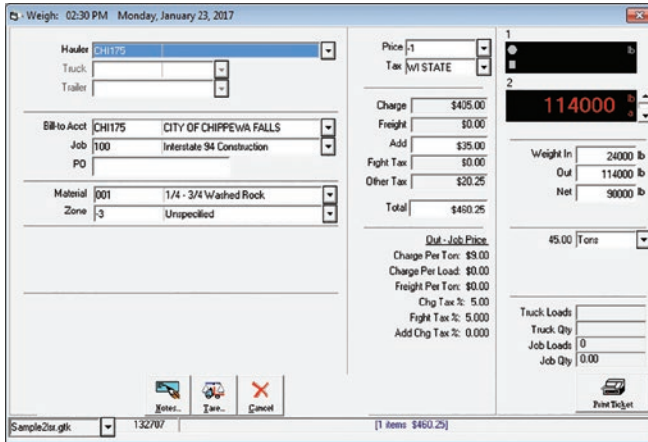 - Weigh: 02:30 PM Monday, January 23, 2017
Hauler CHI175
Truck
Trailer
Bill-to Acct CHI175 CITY OF CHIPPEWA FALLS
Job 100 Interstate 94 Construction
PO
Material 001 1/4 - 3/4 Washed Rock
Zone -3 Unspecified
Price -1
Tax WI STATE
Charge $405.00
Freight $0.00
Add $35.00
Fight Tax $0.00
Other Tax $20.25
Total $460.25
Out - Job Price
Charge Per Ton: $9.00
Charge Per Load: $0.00
Freight Per Ton: $0.00
Chg Tax %: 5.00
Fight Tax %: 5.000
Add Chg Tax %: 0.000
1
lb
2
114000 lb
a
Weight In 24000 lb
Out 114000 lb
Net 90000 lb
45.00 Tons
Truck Loads
Truck Qty
Job Loads 0
Job Qty 0.00
Notes... Tare... Cancel
Print Ticket
Sample2lsr.gtk 132707 [1 items $460.25]